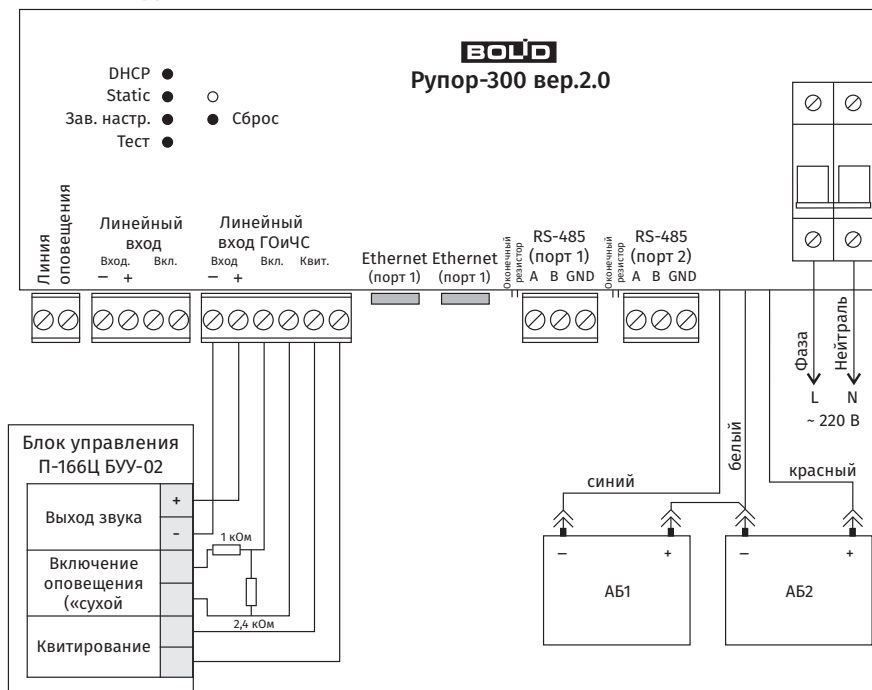 BOLID
Рупор-300 вер.2.0
DHCP
Static
Зав. настр.
Сброс
Тест
Линия
оповещения
Линейный
вход
Вход.
Вкл.
– +
Линейный
вход ГОиЧС
Вход
Вкл.
Квит.
– +
Ethernet
(порт 1)
Ethernet
(порт 1)
Оконечный
резистор
RS-485
(порт 1)
A B GND
Оконечный
резистор
RS-485
(порт 2)
A B GND
Фаза
Нейтраль
L N
~ 220 В
Блок управления
П-166Ц БУУ-02
Выход звука
+
-
1 кОм
Включение
оповещения
(«сухой
2,4 кОм
Квитирование
синий
белый
красный
– +
АБ1
– +
АБ2